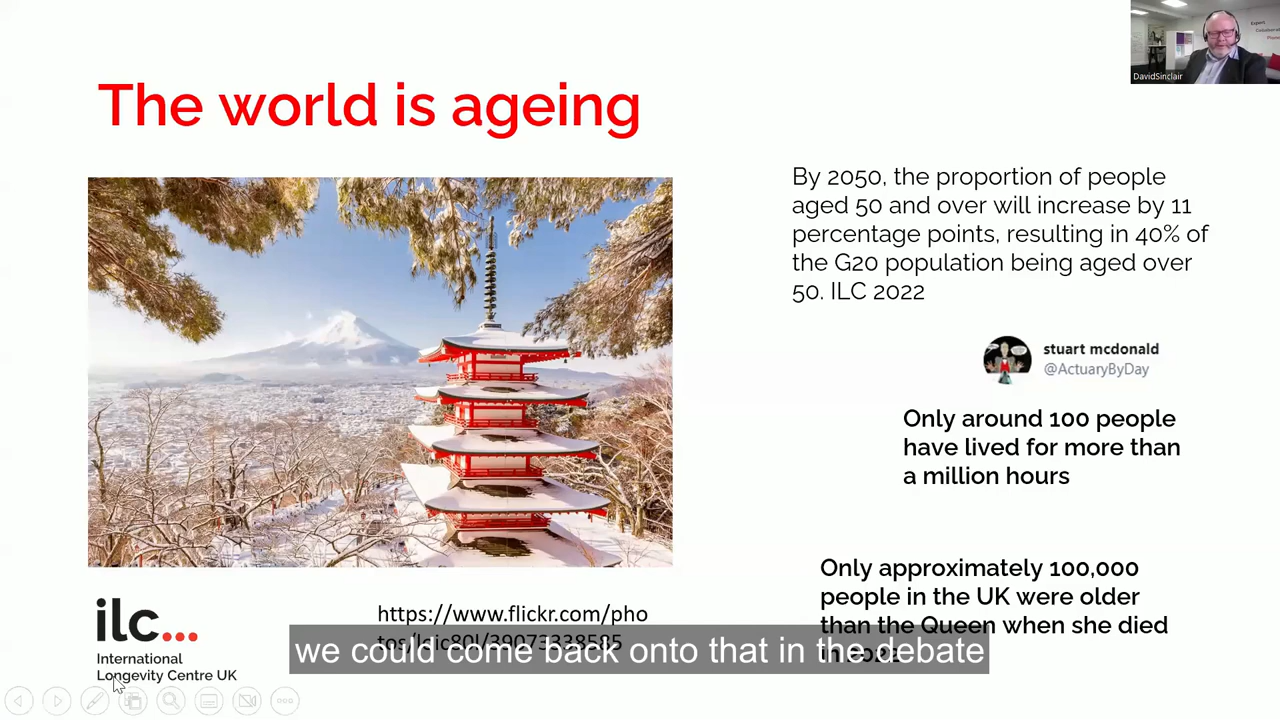 The world is ageing
DavidSinclair
Expert
By 2050, the proportion of people
aged 50 and over will increase by 11
percentage points, resulting in 40% of
the G20 population being aged over
50. ILC 2022
stuart mcdonald
@ActuaryByDay
Only around 100 people
have lived for more than
a million hours
Only approximately 100,000
people in the UK were older
than the Queen when she died
https://www.flickr.com/pho
we could come back onto that in the debate
ilc...
International
Longevity Centre UK